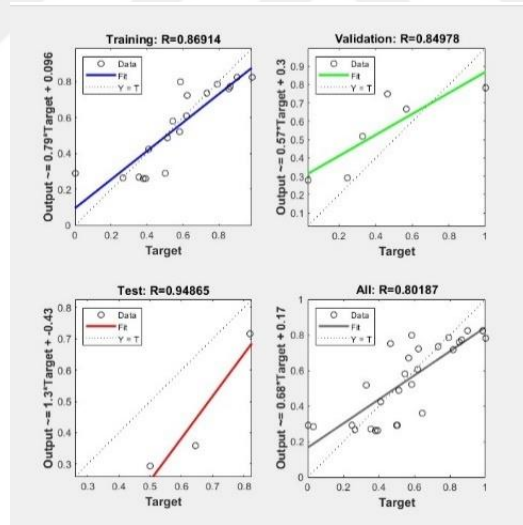 Training: R=0.86914
Data
Fit
Y = T
Output ~= 0.79*Target + 0.096
0.8
0.6
0.4
0.2
0
0 0.2 0.4 0.6 0.8
Target
Validation: R=0.84978
Data
Fit
Y = T
Output ~= 0.57*Target + 0.3
0.9
0.8
0.7
0.6
0.5
0.4
0.3
0.2
0.1
0.2 0.4 0.6 0.8 1
Target
Test: R=0.94865
Data
Fit
Y = T
Output ~= 1.3*Target + -0.43
0.8
0.7
0.6
0.5
0.4
0.3
0.3 0.4 0.5 0.6 0.7 0.8
Target
All: R=0.80187
Data
Fit
Y = T
Output ~= 0.68*Target + 0.17
1
0.8
0.6
0.4
0.2
0
0 0.2 0.4 0.6 0.8 1
Target